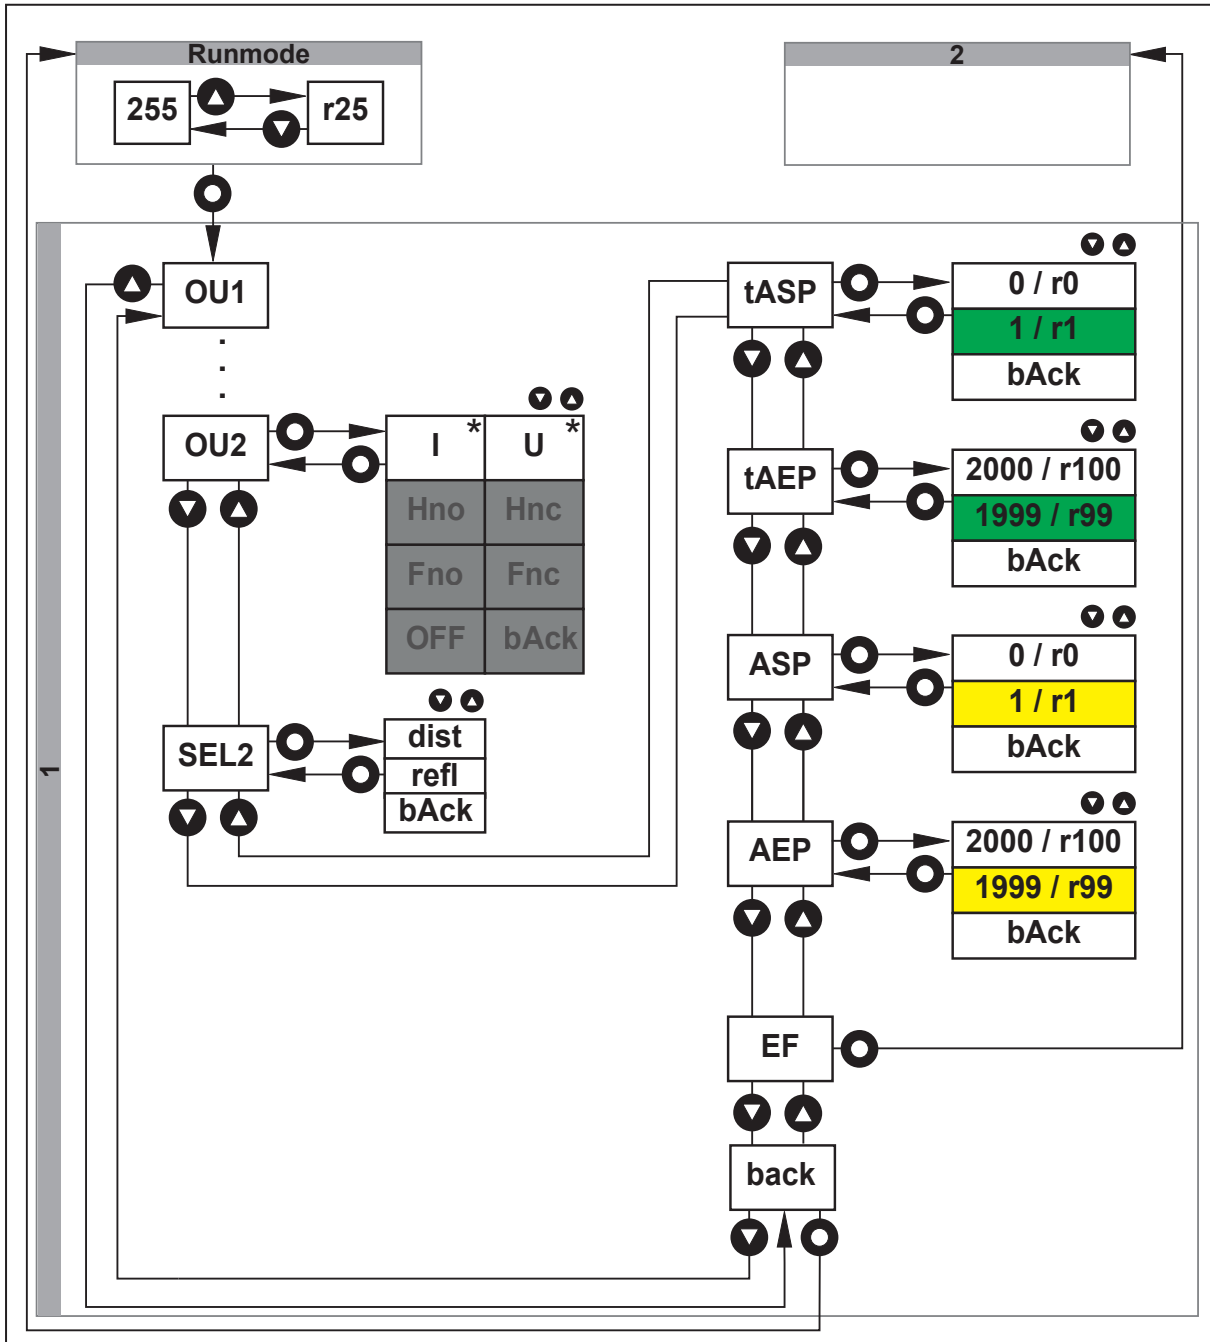 Runmode
2
255
r25
1
OU1
.
.
.
OU2
I * U *
Hno Hnc
Fno Fnc
OFF bAck
SEL2
dist
refl
bAck
tASP
0 / r0
1 / r1
bAck
tAEP
2000 / r100
1999 / r99
bAck
ASP
0 / r0
1 / r1
bAck
AEP
2000 / r100
1999 / r99
bAck
EF
back